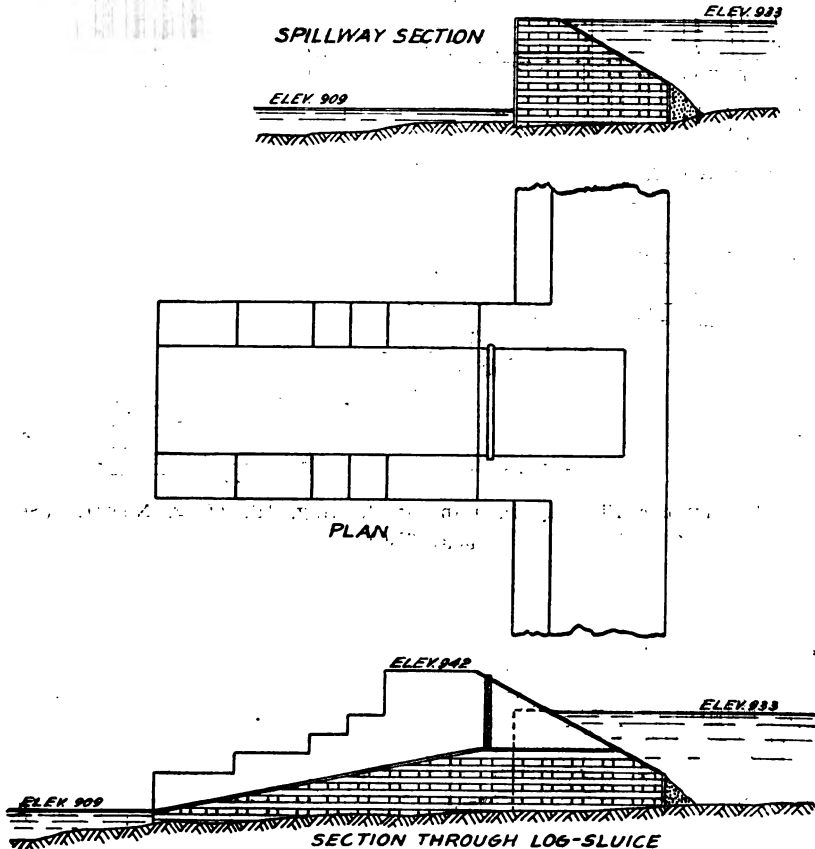 ELEV. 933
SPILLWAY SECTION
ELEV. 909
PLAN
ELEV. 942
ELEV. 933
ELEV. 909
SECTION THROUGH LOG-SLUICE